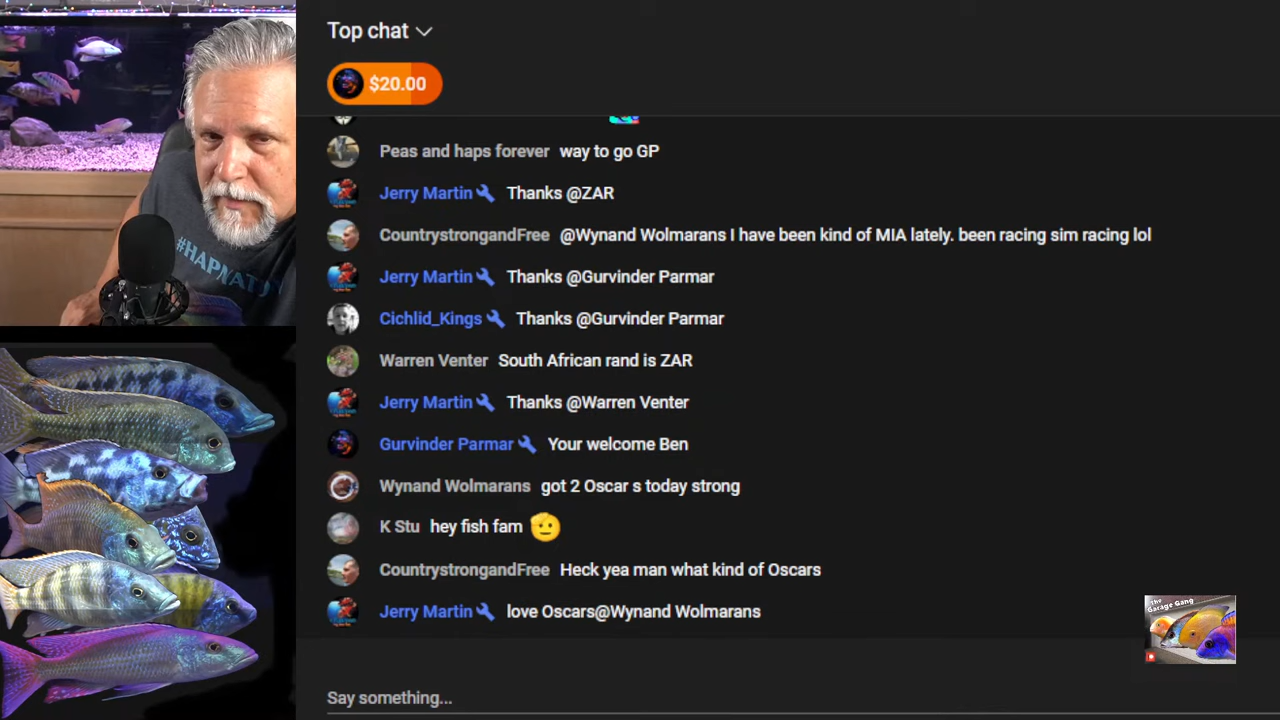 Top chat
$20.00
Peas and haps forever way to go GP
Jerry Martin Thanks @ZAR
CountrystrongandFree @Wynand Wolmarans I have been kind of MIA lately. been racing sim racing lol
Jerry Martin Thanks @Gurvinder Parmar
Cichlid_Kings Thanks @Gurvinder Parmar
Warren Venter South African rand is ZAR
Jerry Martin Thanks @Warren Venter
Gurvinder Parmar Your welcome Ben
Wynand Wolmarans got 2 Oscar s today strong
K Stu hey fish fam
CountrystrongandFree Heck yea man what kind of Oscars
Jerry Martin love Oscars@Wynand Wolmarans
Say something...
The
Garage Gang